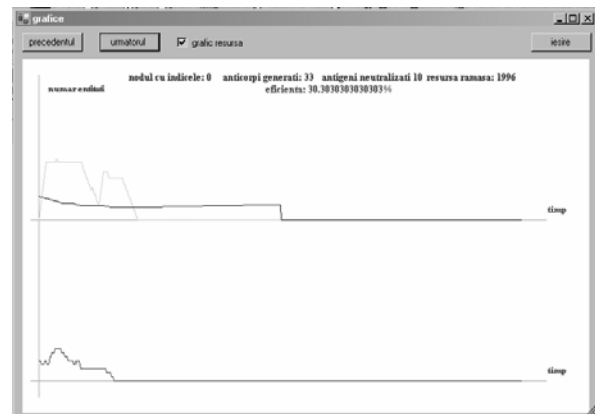 grafice
precedentul urmatorul grafic resursa iesire
nodul cu indicele: 0 anticorpi generati: 33 antigeni neutralizati 10 resursa ramasa: 1996
numar entitati eficienta: 30.3030303030303%
timp
timp